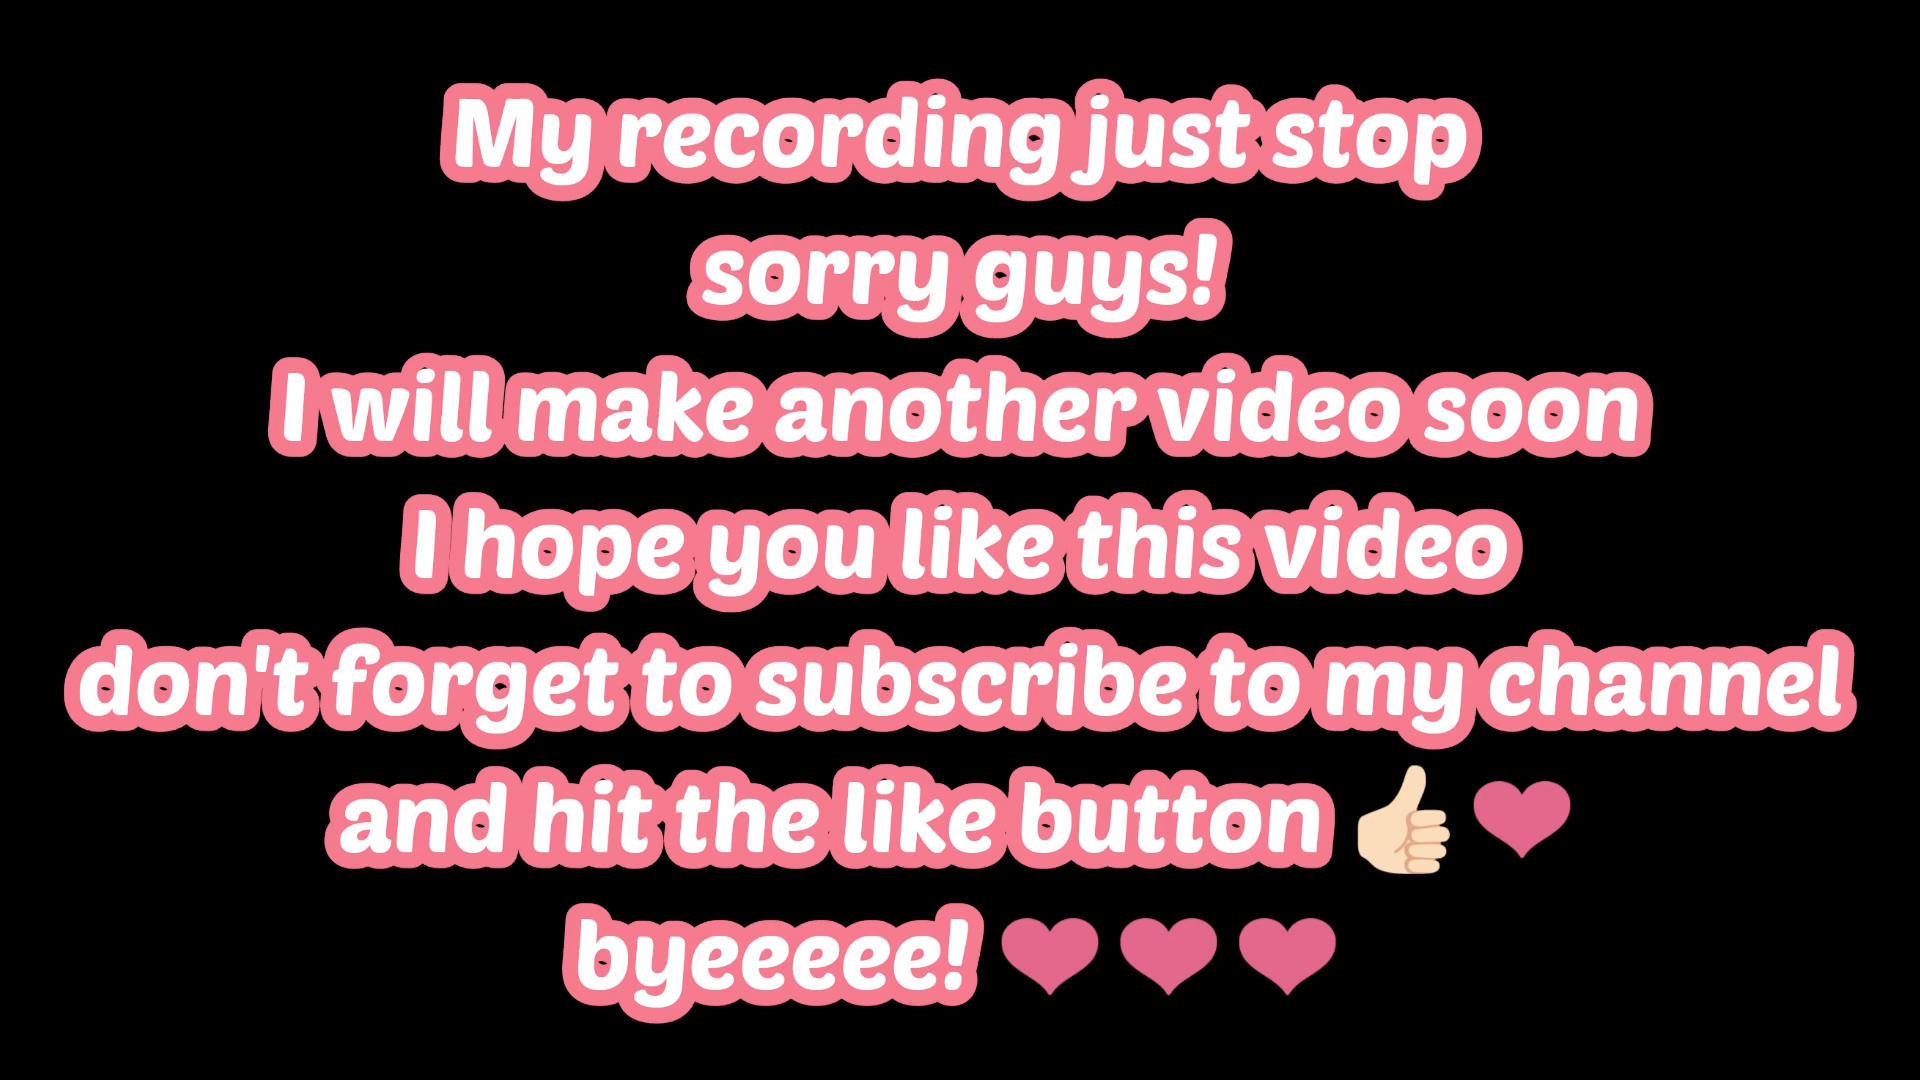 My recording just stop
sorry guys!
I will make another video soon
I hope you like this video
don't forget to subscribe to my channel
and hit the like button 👍🏻❤
byeeeee! ❤❤❤